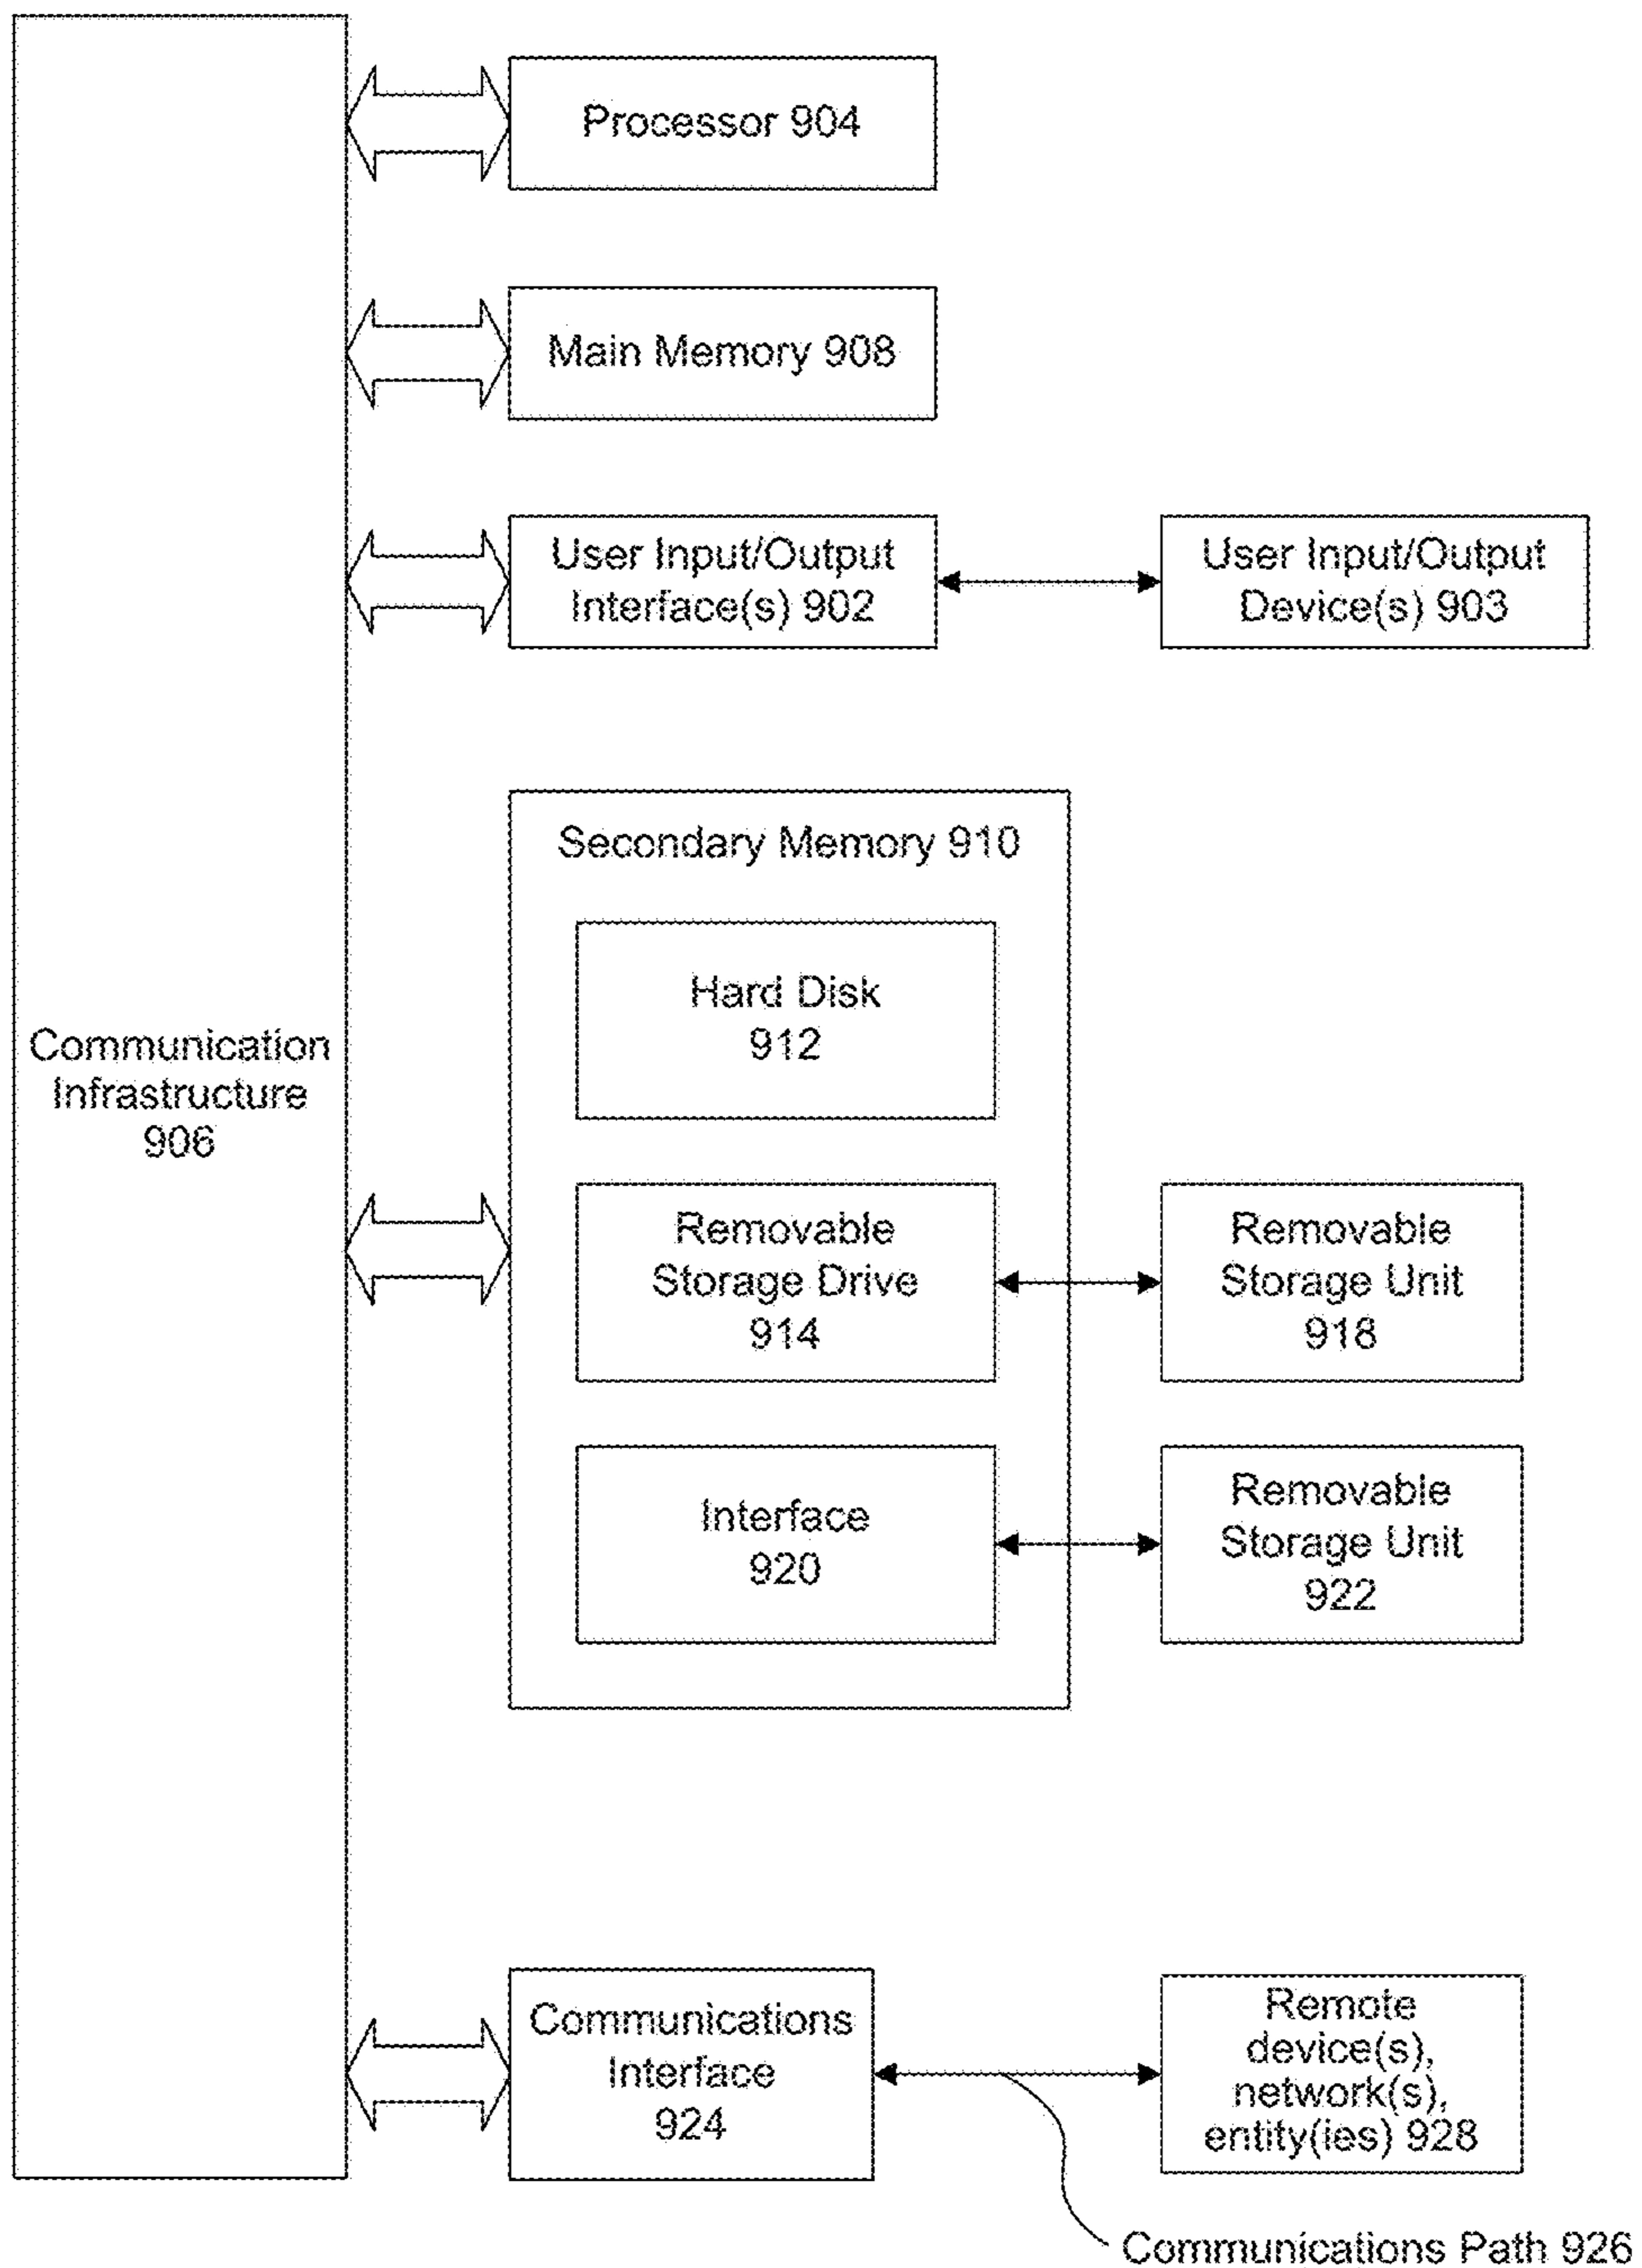 Processor 904
Main Memory 908
User Input/Output
Interface(s) 902
User Input/Output
Device(s) 903
Secondary Memory 910
Hard Disk
912
Communication
Infrastructure
906
Removable
Storage Drive
914
Removable
Storage Unit
918
Interface
920
Removable
Storage Unit
922
Communications
Interface
924
Remote
device(s),
network(s),
entity(ies) 928
Communications Path 926